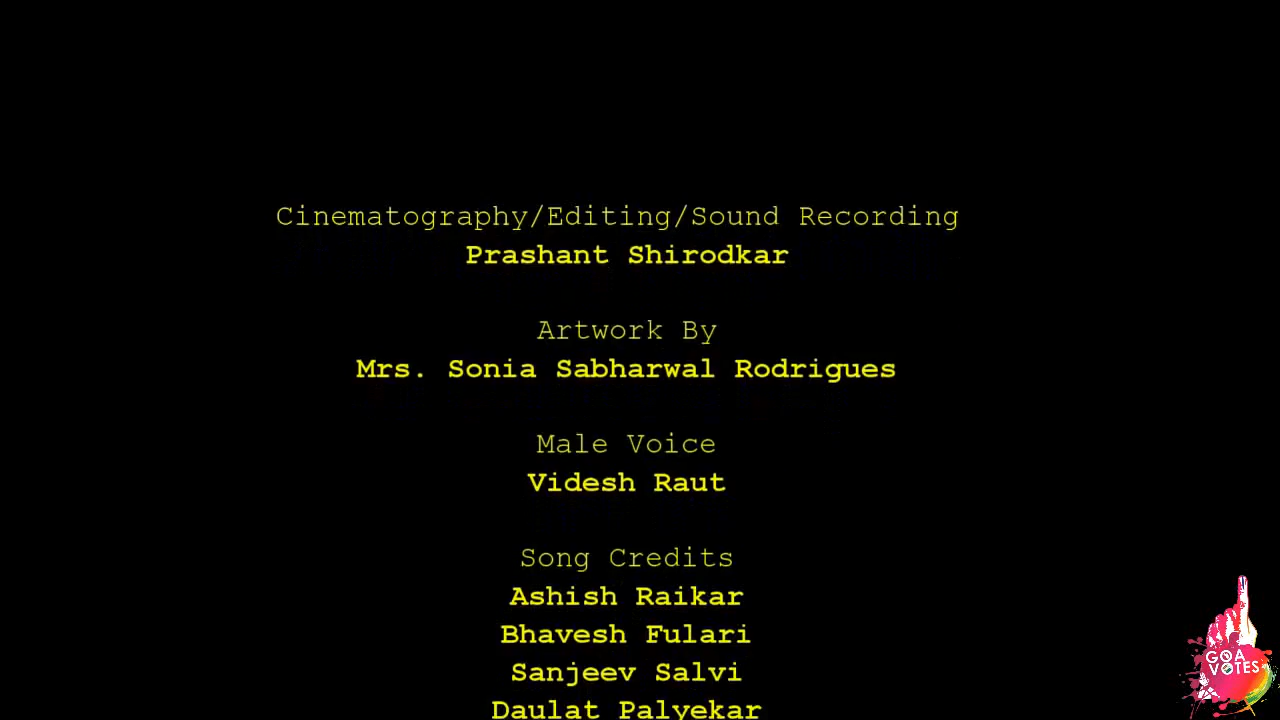 Cinematography/Editing/Sound Recording
Prashant Shirodkar
Artwork By
Mrs. Sonia Sabharwal Rodrigues
Male Voice
Videsh Raut
Song Credits
Ashish Raikar
Bhavesh Fulari
Sanjeev Salvi
Daulat Palyekar
GOA
VOTES